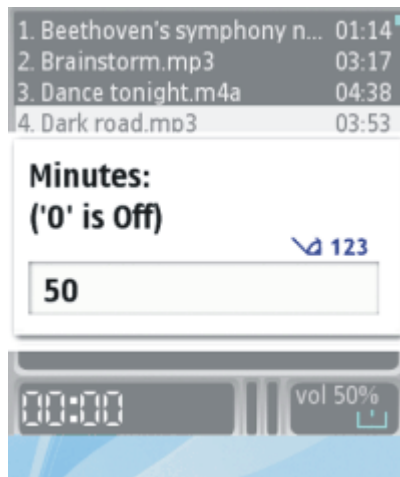 1. Beethoven's symphony n... 01:14
2. Brainstorm.mp3 03:17
3. Dance tonight.m4a 04:38
4. Dark road.mp3 03:53
Minutes:
('0' is Off)
123
50
00:00
vol 50%